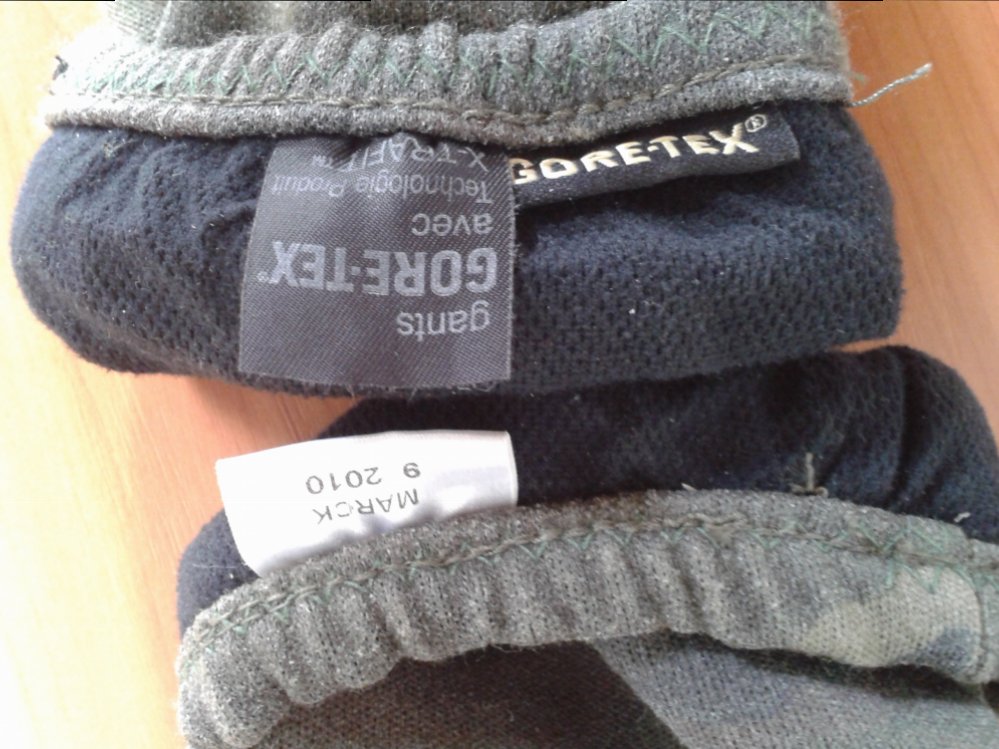 GORE-TEX®
gants
GORE-TEX®
avec
Technologie Produit
X-TRAFIT™
MARCK
9 2010